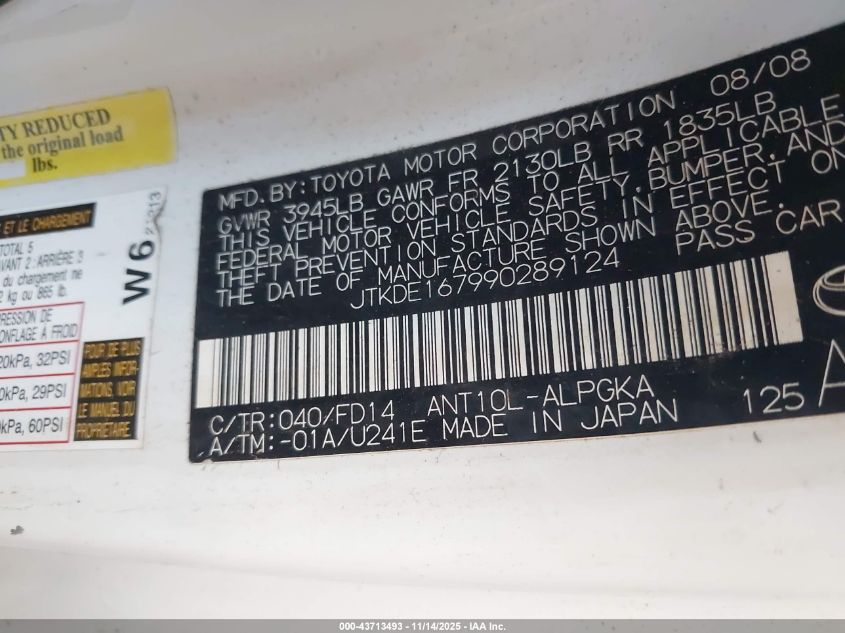 TY REDUCED
the original load
lbs.
ET LE CHARGEMENT
TOTAL 5
AVANT 2 : ARRIÈRE 3
du chargement ne
kg ou 865 lb.
W6
PRESSION DE
GONFLAGE À FROID
20kPa, 32PSI
0kPa, 29PSI
0kPa, 60PSI
POUR DE PLUS
AMPLES INFOR-
MATIONS, VOIR
LE MANUEL DU
PROPRIÉTAIRE
MFD. BY: TOYOTA MOTOR CORPORATION 08/08
GVWR 3945LB GAWR FR 2130LB RR 1835LB
THIS VEHICLE CONFORMS TO ALL APPLICABLE
FEDERAL MOTOR VEHICLE SAFETY, BUMPER, AND
THEFT PREVENTION STANDARDS IN EFFECT ON
THE DATE OF MANUFACTURE SHOWN ABOVE.
JTKDE167990289124 PASS CAR
C/TR: 040/FD14 ANT10L-ALPGKA
A/TM: -01A/U241E MADE IN JAPAN 125 A
000-43713493 - 11/14/2025 - IAA Inc.